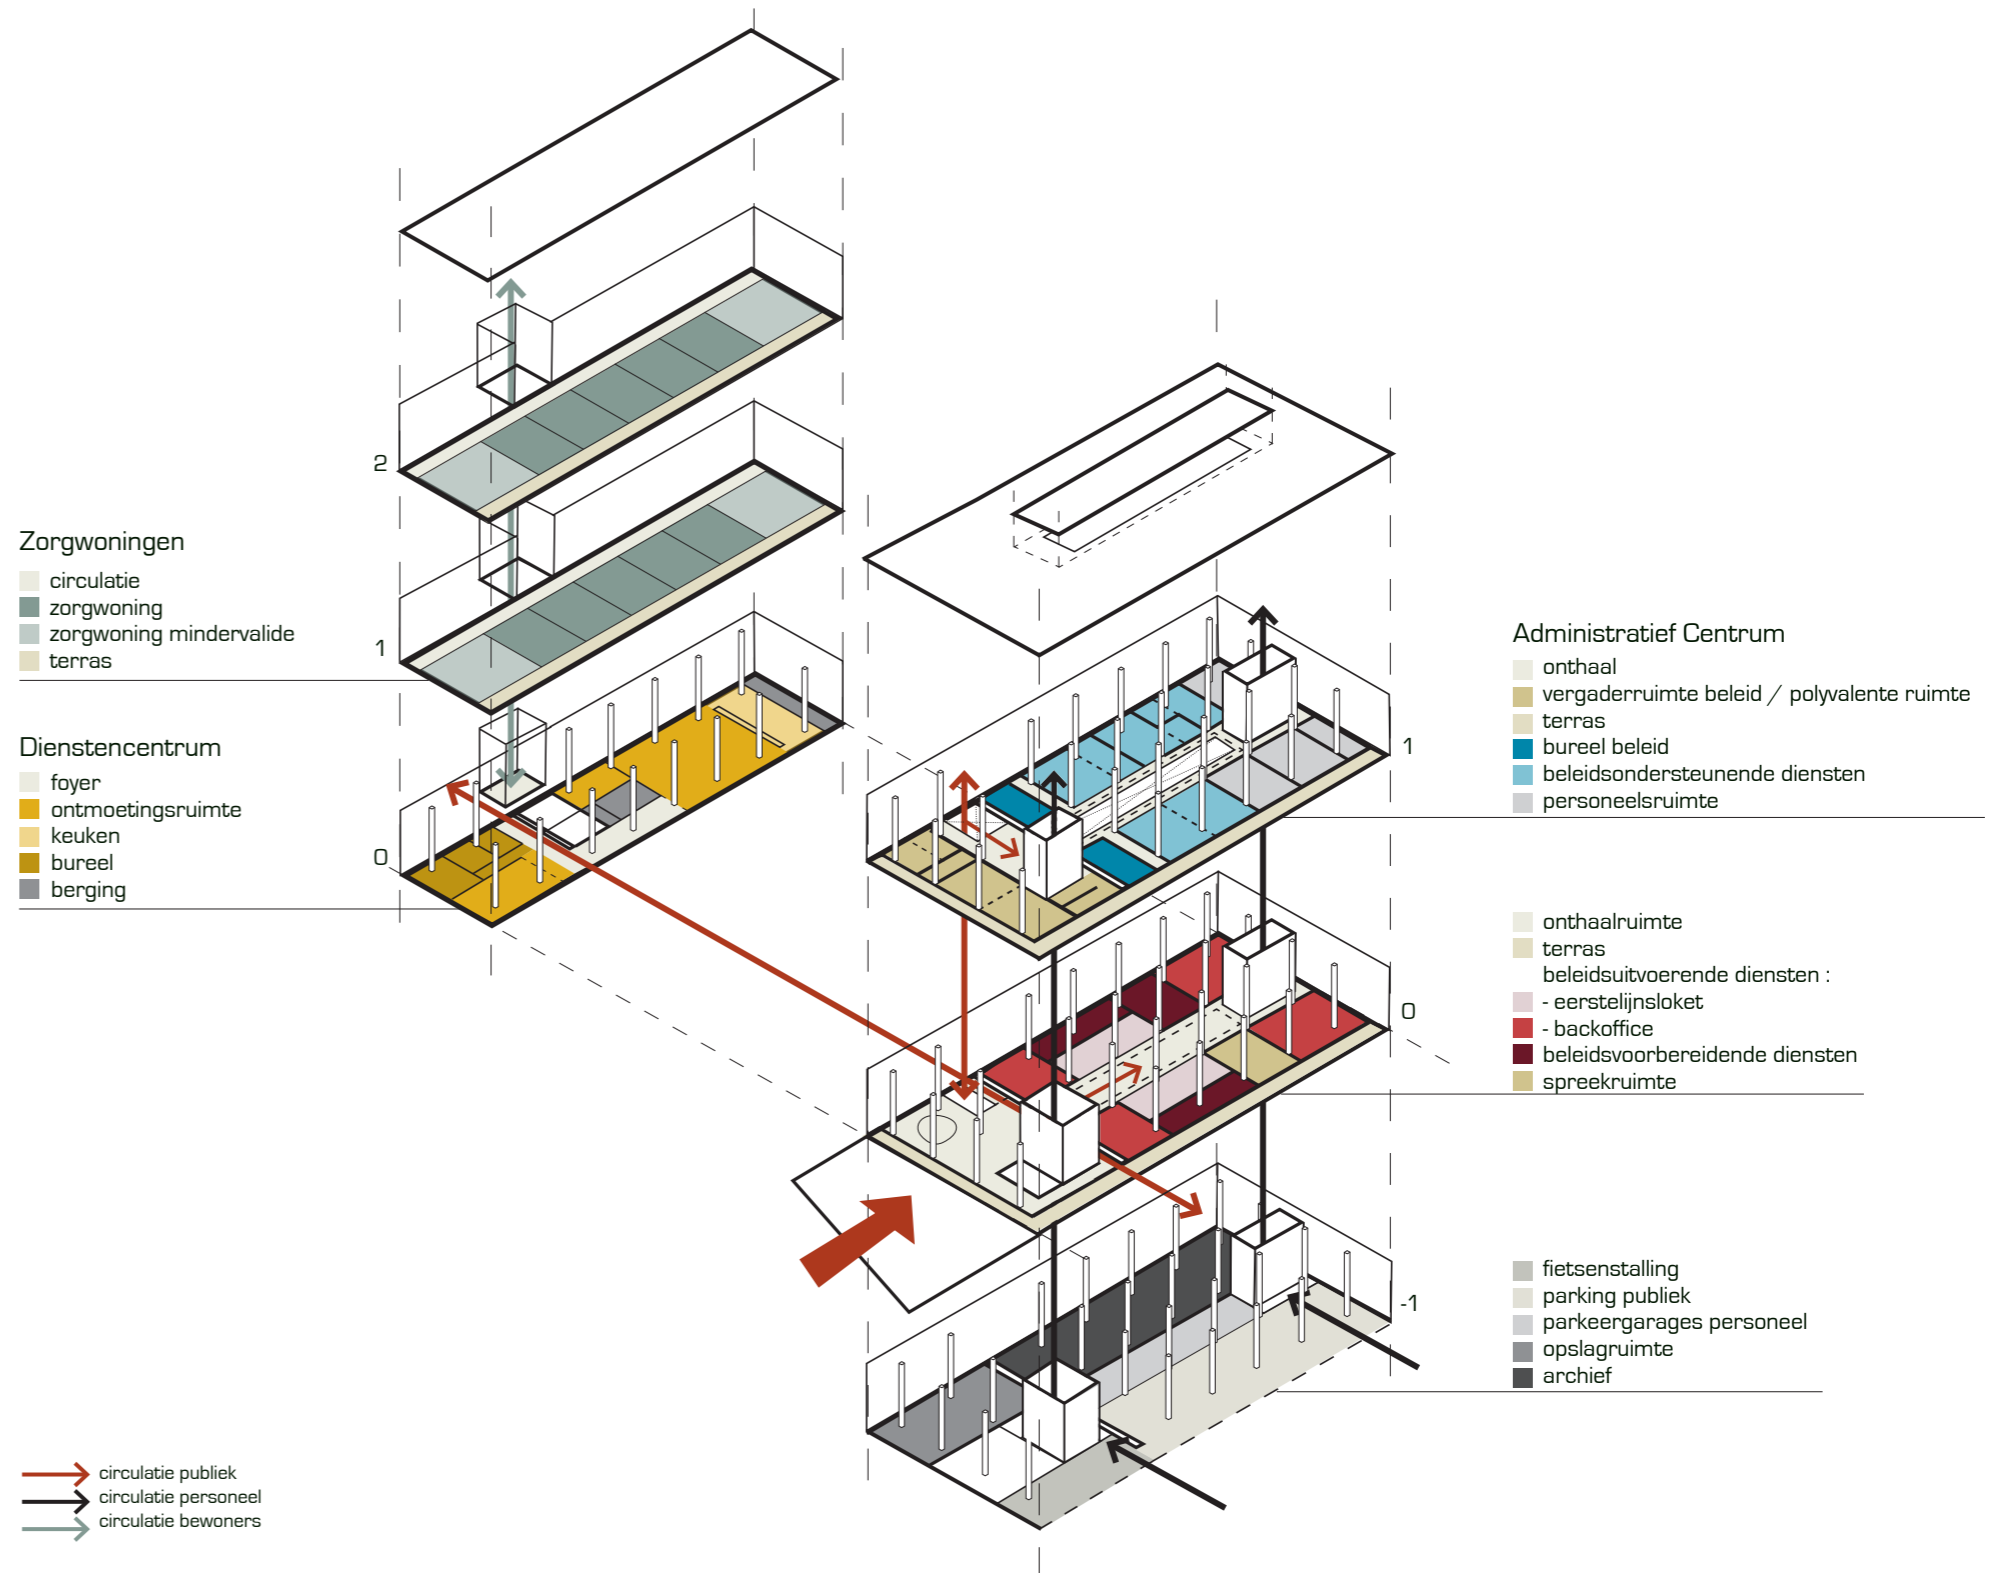 2
1
0
Zorgwoningen
circulatie
zorgwoning
zorgwoning mindervalide
terras
Dienstencentrum
foyer
ontmoetingsruimte
keuken
bureel
berging
1
0
-1
Administratief Centrum
onthaal
vergaderruimte beleid / polyvalente ruimte
terras
bureel beleid
beleidsondersteunende diensten
personeelsruimte
onthaalruimte
terras
beleidsuitvoerende diensten :
- eerstelijnsloket
- backoffice
beleidsvoorbereidende diensten
spreekruimte
fietsenstalling
parking publiek
parkeergarages personeel
opslagruimte
archief
circulatie publiek
circulatie personeel
circulatie bewoners